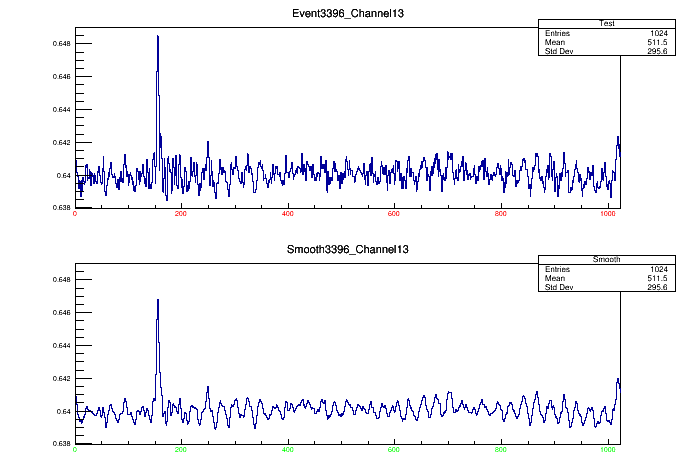 Event3396_Channel13
Test
Entries 1024
Mean 511.5
Std Dev 295.6
0.648
0.646
0.644
0.642
0.64
0.638
0 200 400 600 800 1000
Smooth3396_Channel13
Smooth
Entries 1024
Mean 511.5
Std Dev 295.6
0.648
0.646
0.644
0.642
0.64
0.638
0 200 400 600 800 1000